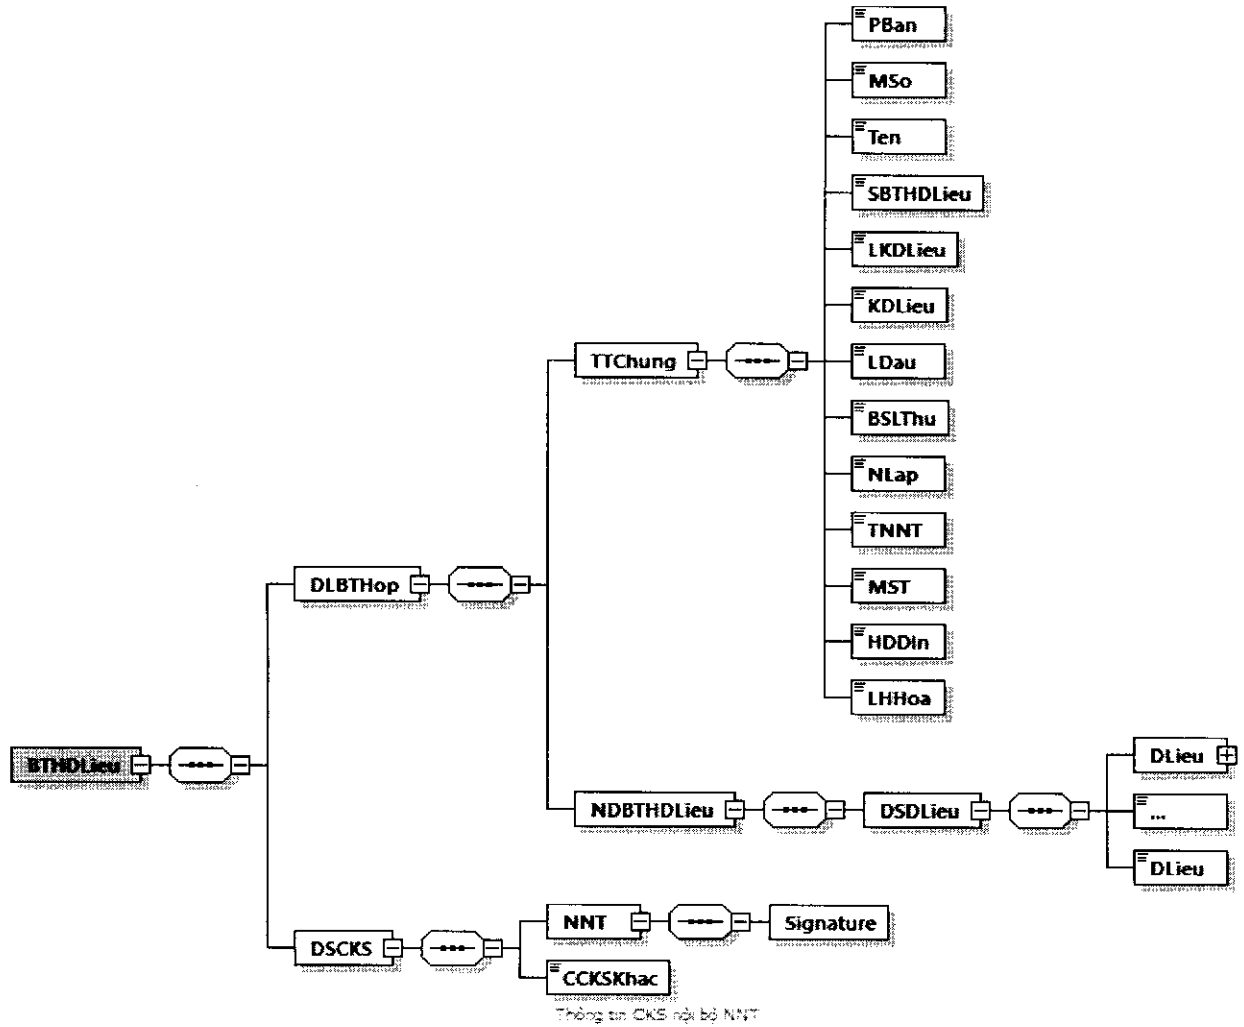 PBan
MSo
Ten
SBTHDLieu
LKDLieu
KDLieu
TTChung
LDau
BSLThu
NLap
TNNT
DLBTHop
MST
HDDIn
LHHoa
BTHDLieu
DLieu
NDBTHDLieu
DSDLieu
...
DLieu
NNT
Signature
DSCKS
CCKSKhac
Thông tin CKS nội bộ NNT